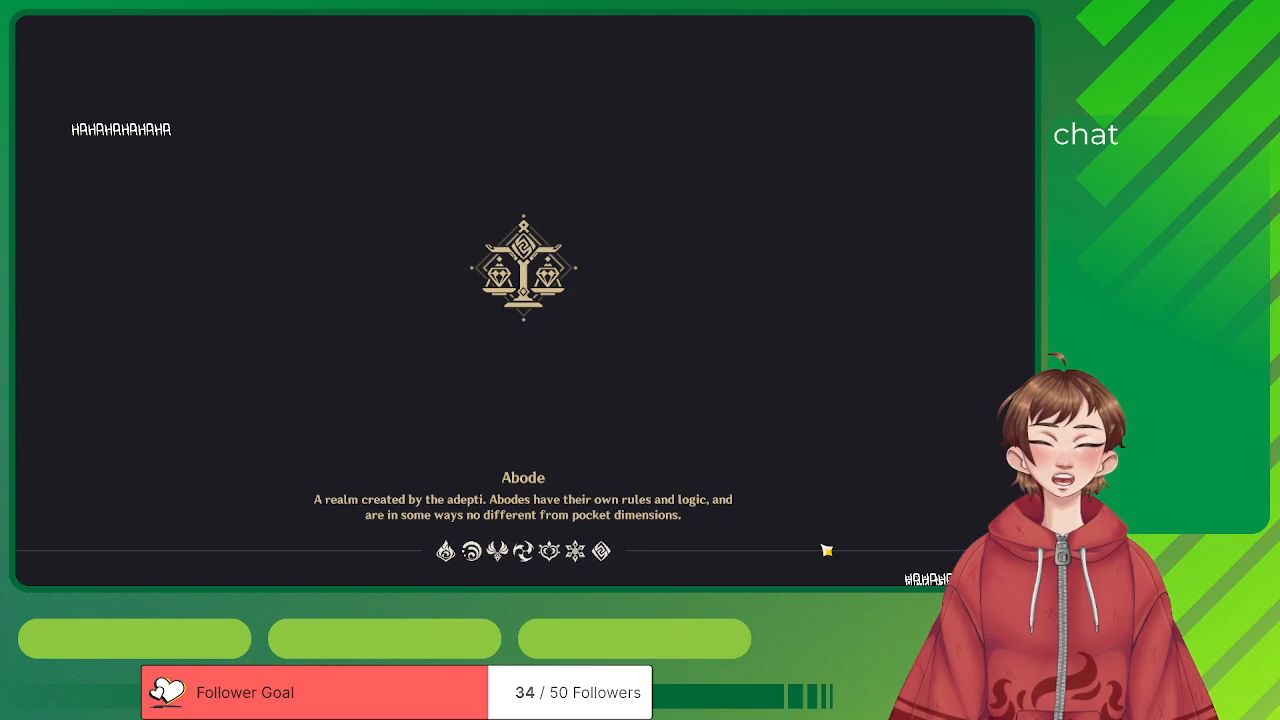 HAHAHAHAHAHA
chat
Abode
A realm created by the adepti. Abodes have their own rules and logic, and
are in some ways no different from pocket dimensions.
HAHAHA
Follower Goal
34 / 50 Followers